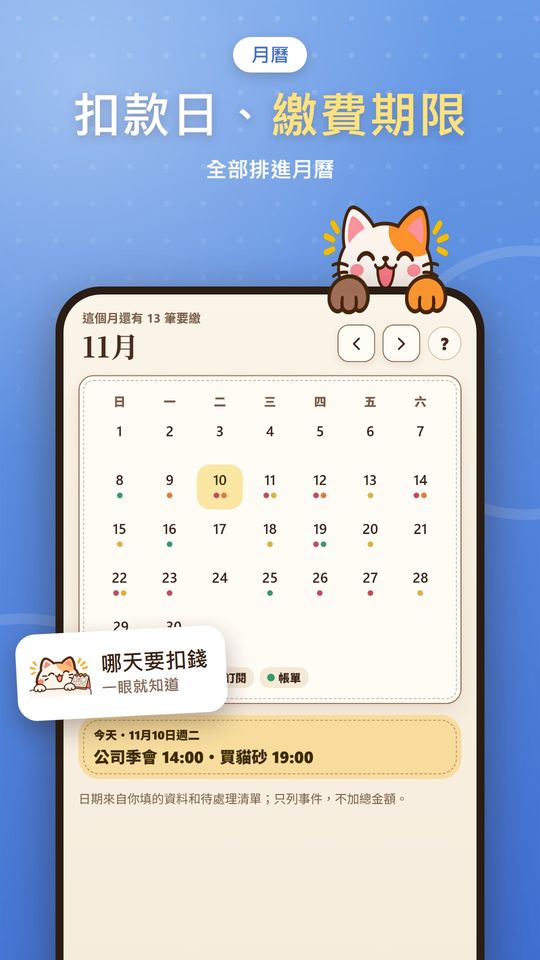 月曆
扣款日、繳費期限
全部排進月曆
這個月還有 13 筆要繳
11月
?
日 一 二 三 四 五 六
1 2 3 4 5 6 7
8 9 10 11 12 13 14
15 16 17 18 19 20 21
22 23 24 25 26 27 28
29 30
哪天要扣錢
一眼就知道
訂閱 帳單
今天・11月10日週二
公司季會 14:00・買貓砂 19:00
日期來自你填的資料和待處理清單；只列事件，不加總金額。